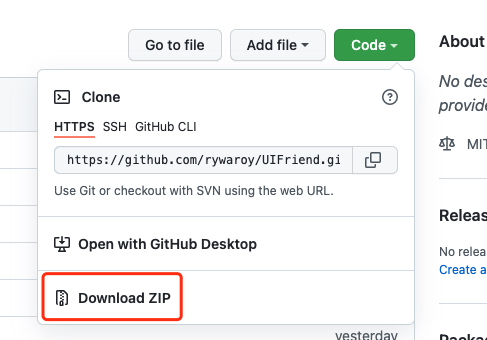 Go to file
Add file
Code
About
No des
provide
Clone
HTTPS SSH GitHub CLI
https://github.com/rywaroy/UIFriend.gi
MIT
Use Git or checkout with SVN using the web URL.
Releas
Open with GitHub Desktop
No relea
Create a
Download ZIP
yesterday